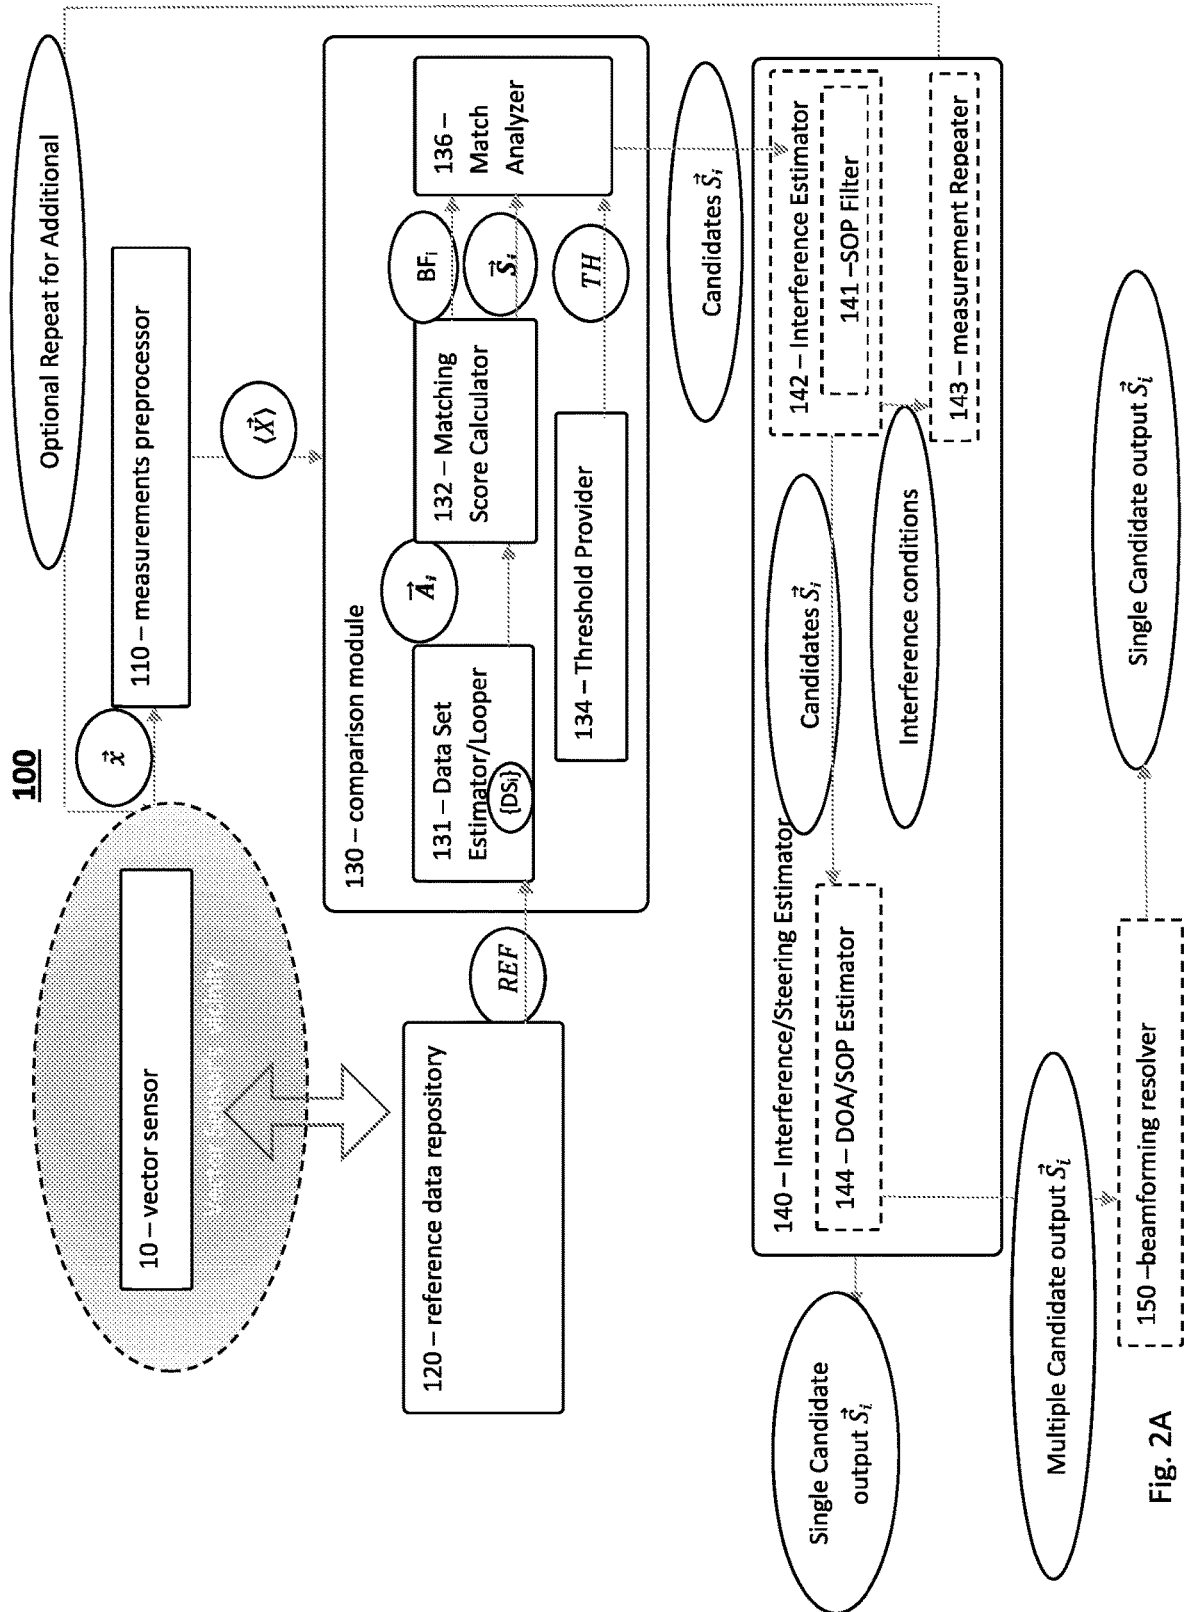 100
Optional Repeat for Additional
10 – vector sensor
x⃗
110 – measurements preprocessor
⟨X⃗⟩
120 – reference data repository
REF
130 – comparison module
131 – Data Set
Estimator/Looper
{DSᵢ}
A⃗ᵢ
132 – Matching
Score Calculator
BFᵢ
S⃗ᵢ
136 –
Match
Analyzer
134 – Threshold Provider
TH
Candidates S⃗ᵢ
140 – Interference/Steering Estimator
142 – Interference Estimator
141 –SOP Filter
143 – measurement Repeater
Candidates S⃗ᵢ
Interference conditions
144 – DOA/SOP Estimator
Single Candidate
output S⃗ᵢ
Multiple Candidate output S⃗ᵢ
150 –beamforming resolver
Single Candidate output S⃗ᵢ
Fig. 2A